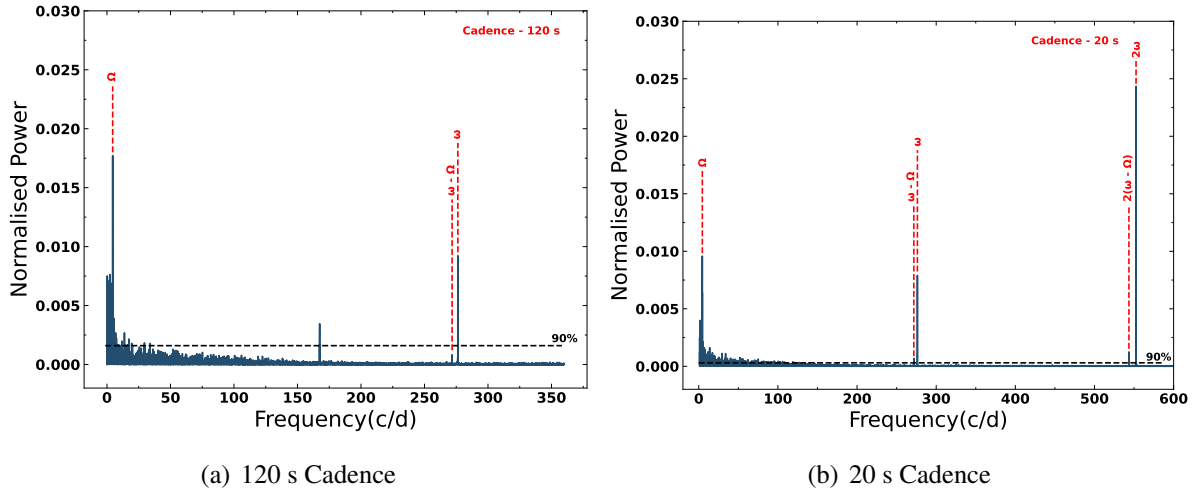 0.030
0.025
0.020
0.015
0.010
0.005
0.000
Normalised Power
0 50 100 150 200 250 300 350
Frequency(c/d)
Cadence - 120 s
Ω
ω - Ω
ω
90%
(a) 120 s Cadence
0.030
0.025
0.020
0.015
0.010
0.005
0.000
Normalised Power
0 100 200 300 400 500 600
Frequency(c/d)
Cadence - 20 s
Ω
ω - Ω
ω
2(ω - Ω)
2ω
90%
(b) 20 s Cadence